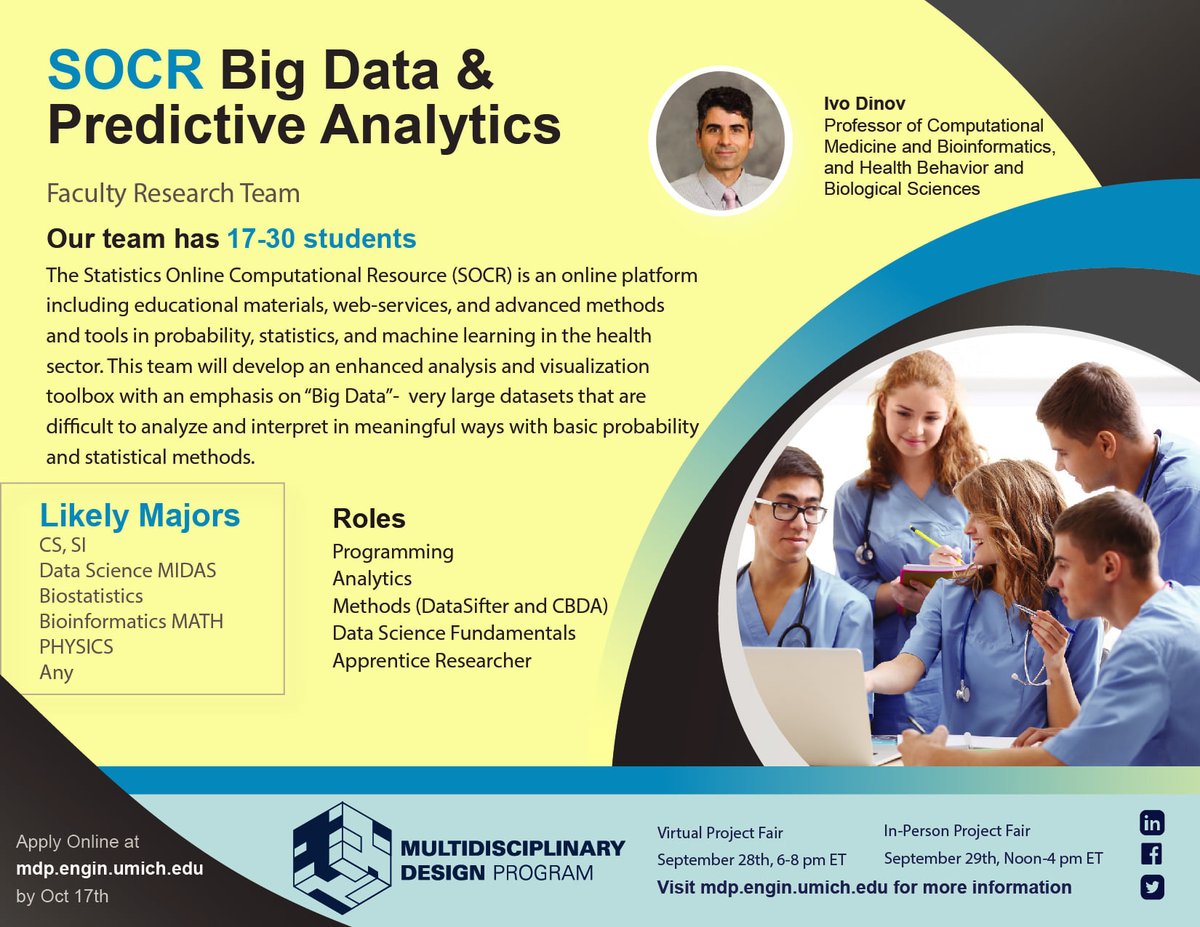 SOCR Big Data &
Predictive Analytics
Faculty Research Team
Our team has 17-30 students
The Statistics Online Computational Resource (SOCR) is an online platform
including educational materials, web-services, and advanced methods
and tools in probability, statistics, and machine learning in the health
sector. This team will develop an enhanced analysis and visualization
toolbox with an emphasis on “Big Data”-  very large datasets that are
difficult to analyze and interpret in meaningful ways with basic probability
and statistical methods.
Ivo Dinov
Professor of Computational
Medicine and Bioinformatics,
and Health Behavior and
Biological Sciences
Likely Majors
CS, SI
Data Science MIDAS
Biostatistics
Bioinformatics MATH
PHYSICS
Any
Roles
Programming
Analytics
Methods (DataSifter and CBDA)
Data Science Fundamentals
Apprentice Researcher
Apply Online at
mdp.engin.umich.edu
by Oct 17th
MULTIDISCIPLINARY
DESIGN PROGRAM
Virtual Project Fair
September 28th, 6-8 pm ET
In-Person Project Fair
September 29th, Noon-4 pm ET
Visit mdp.engin.umich.edu for more information
in